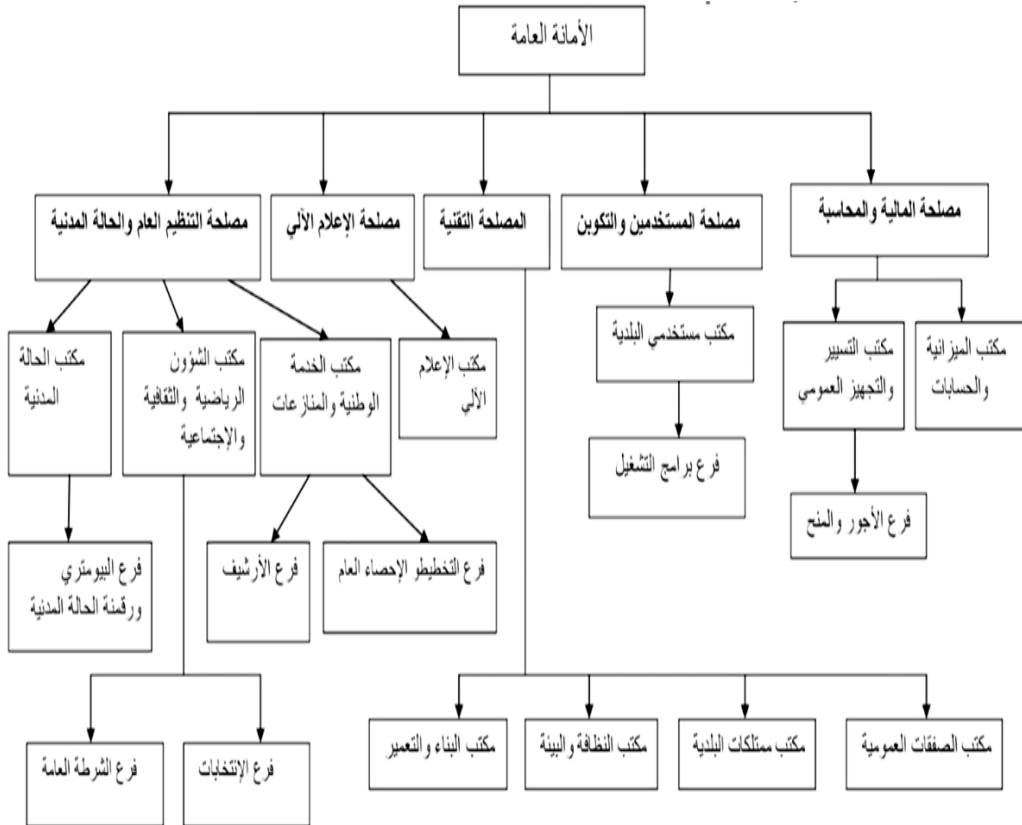 الأمانة العامة
مصلحة المالية والمحاسبة
مصلحة المستخدمين والتكوين
المصلحة التقنية
مصلحة الإعلام الآلي
مصلحة التنظيم العام والحالة المدنية
مكتب الميزانية
والحسابات
مكتب التسيير
والتجهيز العمومي
مكتب مستخدمي البلدية
مكتب الإعلام
الآلي
مكتب الخدمة
الوطنية والمنازعات
مكتب الشؤون
الرياضية والثقافية
والإجتماعية
مكتب الحالة
المدنية
فرع الأجور والمنح
فرع برامج التشغيل
فرع التخطيطو الإحصاء العام
فرع الأرشيف
فرع البيومتري
ورقمنة الحالة المدنية
مكتب الصفقات العمومية
مكتب ممتلكات البلدية
مكتب النظافة والبيئة
مكتب البناء والتعمير
فرع الإنتخابات
فرع الشرطة العامة